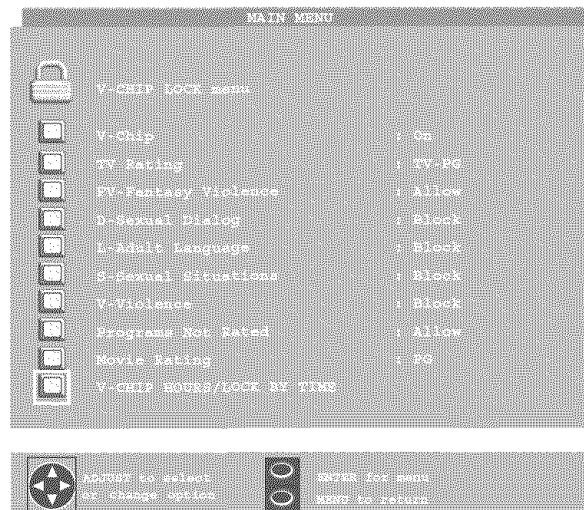 MAIN MENU
V-CHIP LOCK menu
V-Chip : On
TV Rating : TV-PG
FV-Fantasy Violence : Allow
D-Sexual Dialog : Block
L-Adult Language : Block
S-Sexual Situations : Block
V-Violence : Block
Programs Not Rated : Allow
Movie Rating : PG
V-CHIP HOURS/LOCK BY TIME
ADJUST to select
or change option
ENTER for menu
MENU to return